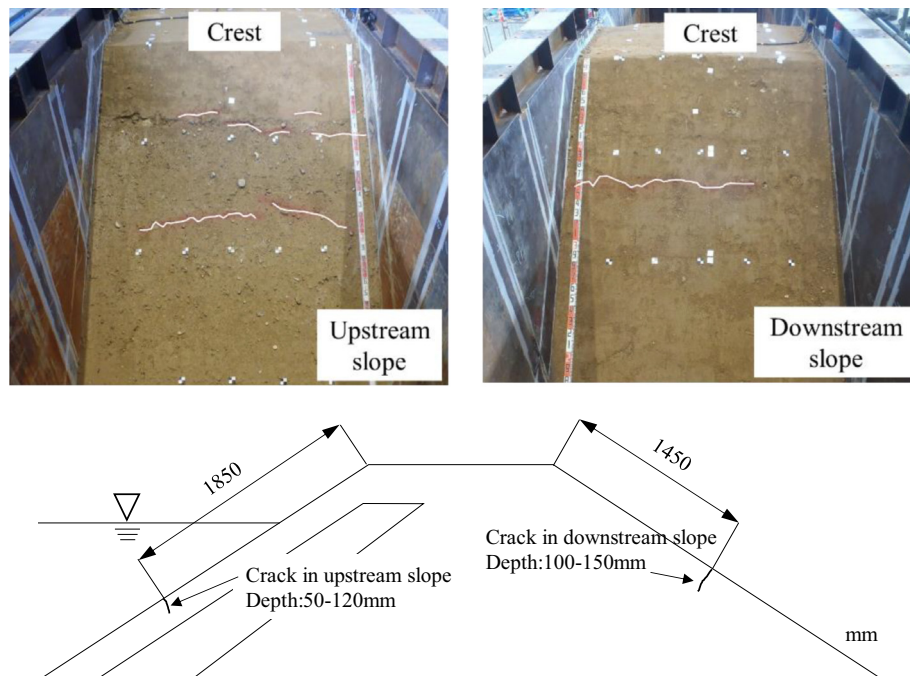 Crest
Upstream
slope
Crest
Downstream
slope
1850
1450
Crack in upstream slope
Depth:50-120mm
Crack in downstream slope
Depth:100-150mm
mm